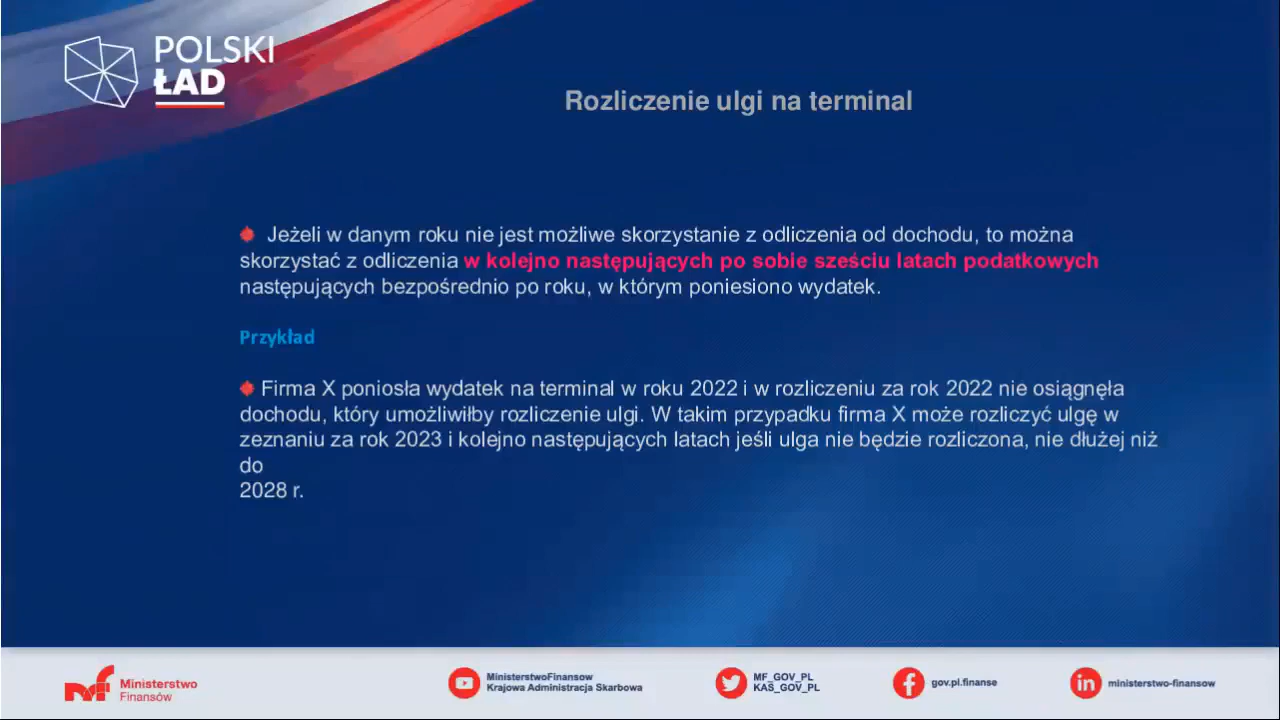 POLSKI
ŁAD
Rozliczenie ulgi na terminal
Jeżeli w danym roku nie jest możliwe skorzystanie z odliczenia od dochodu, to można
skorzystać z odliczenia w kolejno następujących po sobie sześciu latach podatkowych
następujących bezpośrednio po roku, w którym poniesiono wydatek.
Przykład
Firma X poniosła wydatek na terminal w roku 2022 i w rozliczeniu za rok 2022 nie osiągnęła
dochodu, który umożliwiłby rozliczenie ulgi. W takim przypadku firma X może rozliczyć ulgę w
zeznaniu za rok 2023 i kolejno następujących latach jeśli ulga nie będzie rozliczona, nie dłużej niż
do
2028 r.
Ministerstwo
Finansów
MinisterstwoFinansow
Krajowa Administracja Skarbowa
MF_GOV_PL
KAS_GOV_PL
gov.pl.finanse
ministerstwo-finansow